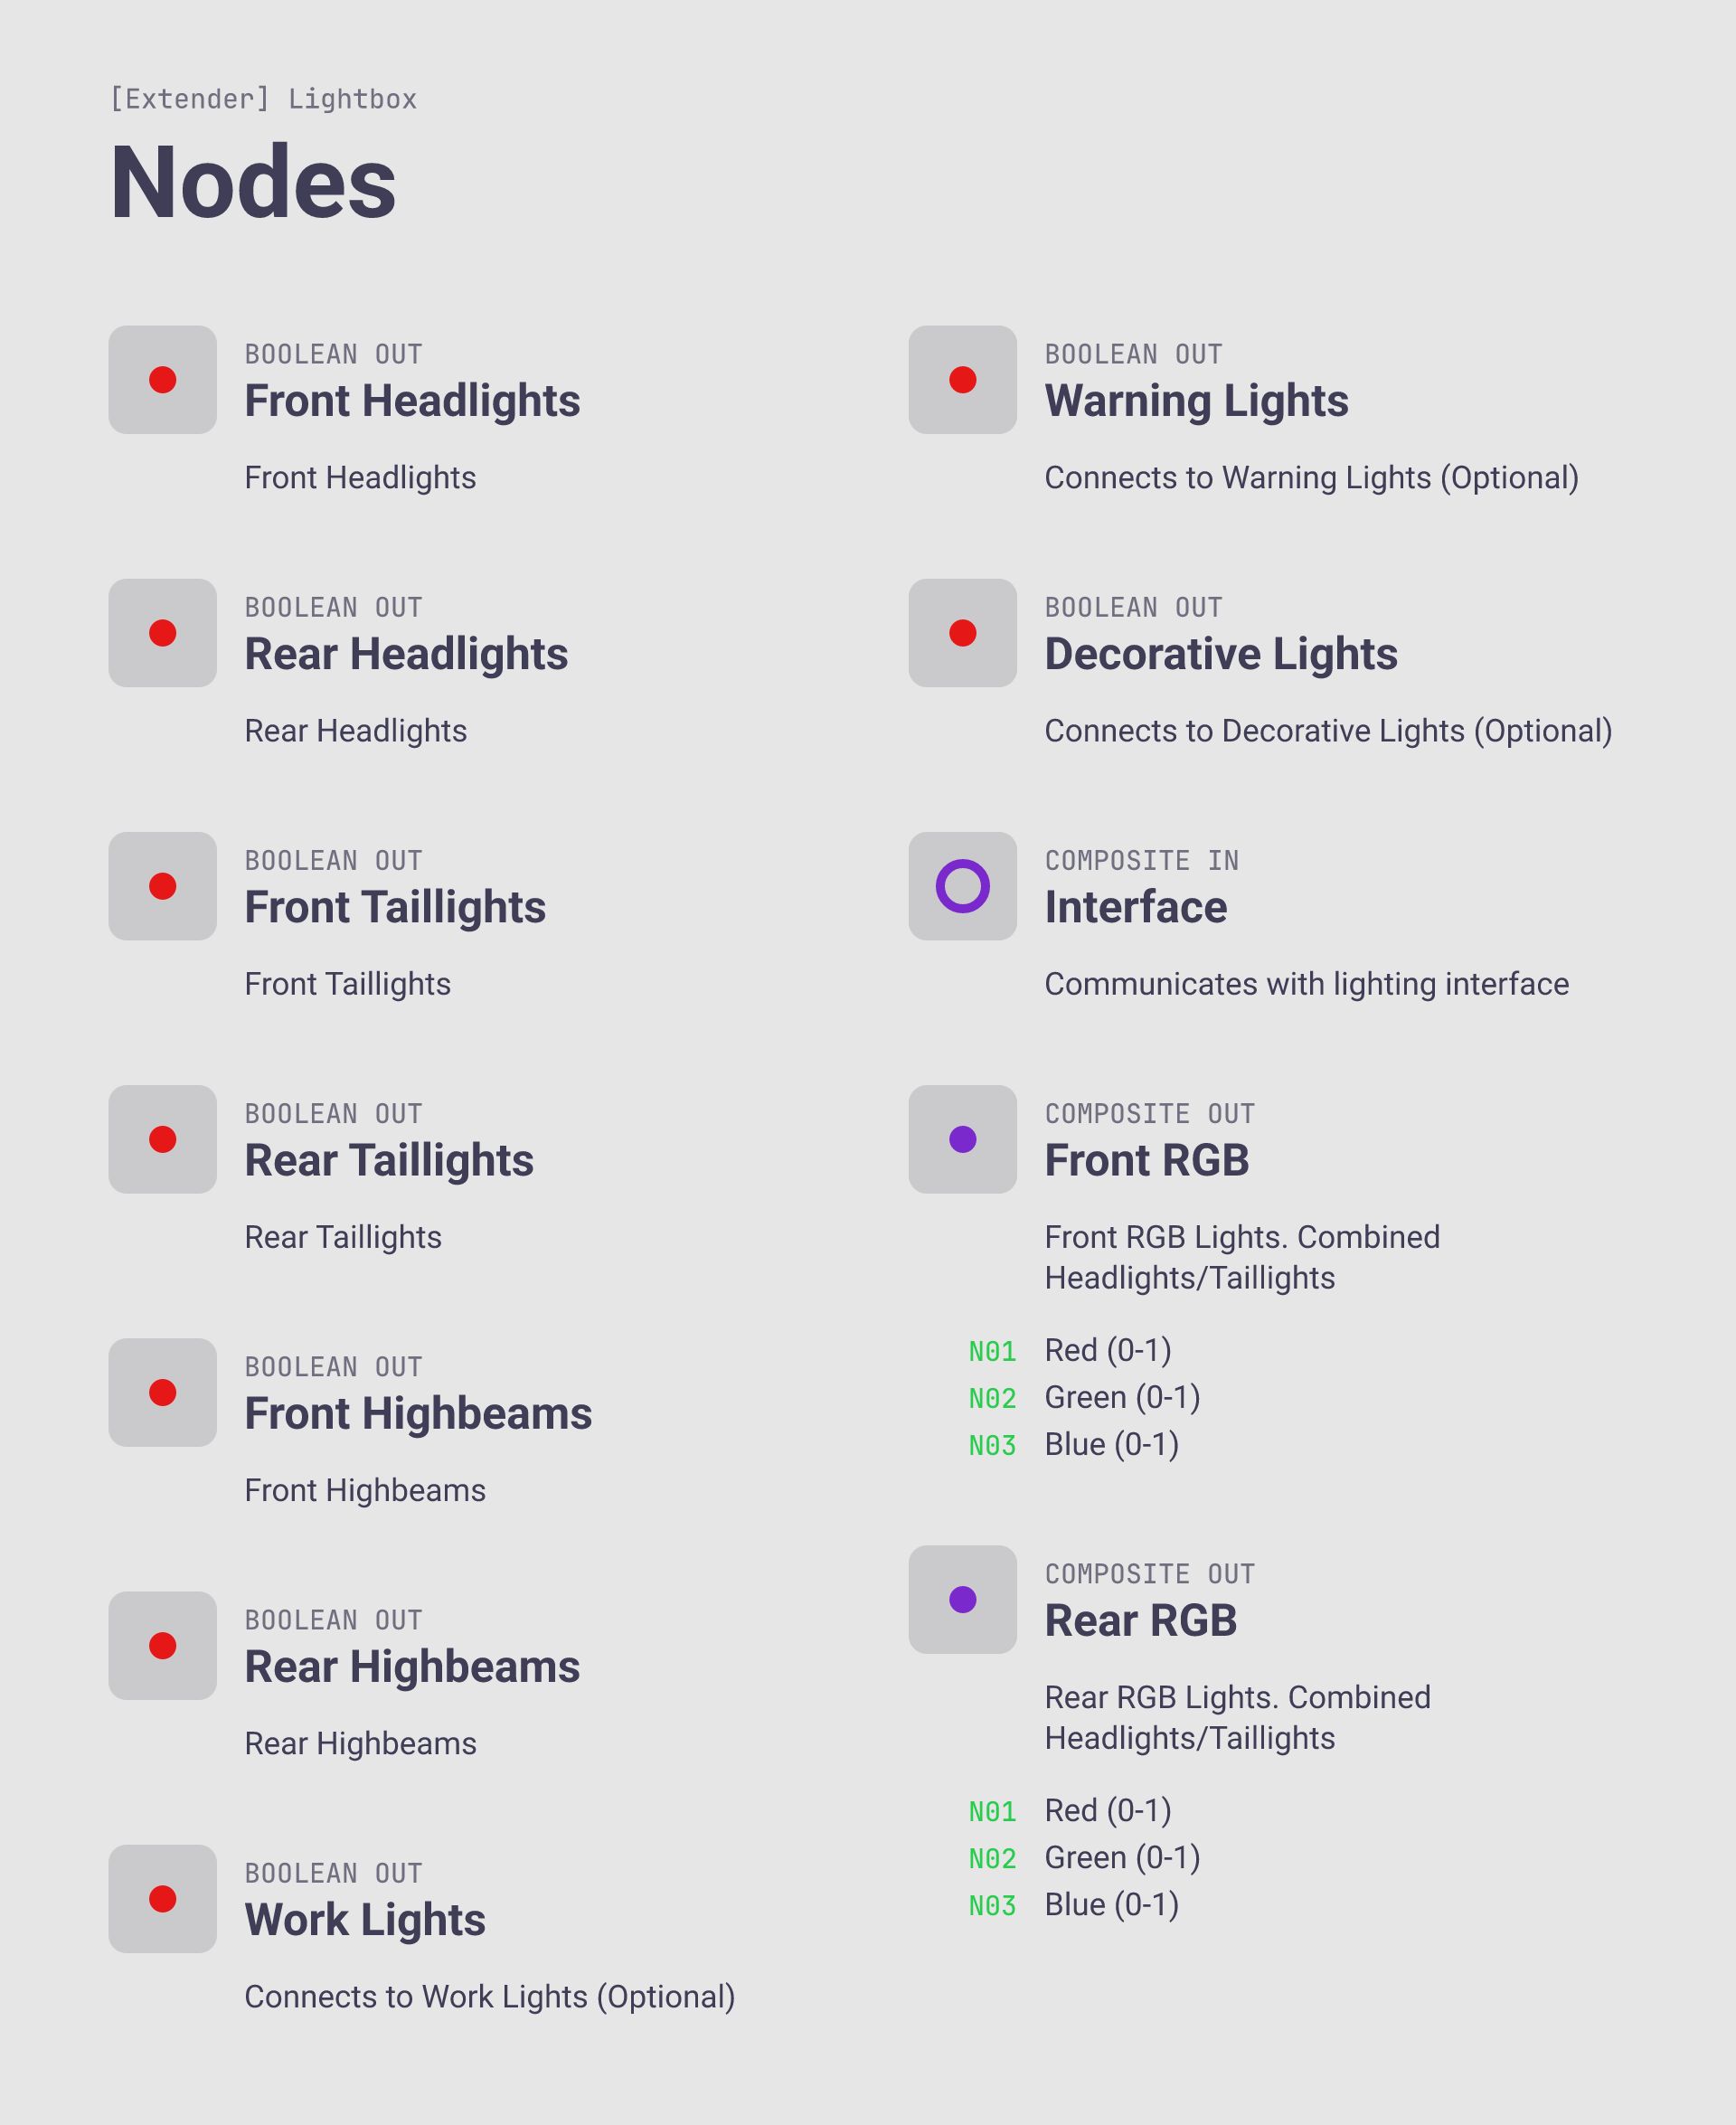 [Extender] Lightbox
Nodes
BOOLEAN OUT
Front Headlights
Front Headlights
BOOLEAN OUT
Rear Headlights
Rear Headlights
BOOLEAN OUT
Front Taillights
Front Taillights
BOOLEAN OUT
Rear Taillights
Rear Taillights
BOOLEAN OUT
Front Highbeams
Front Highbeams
BOOLEAN OUT
Rear Highbeams
Rear Highbeams
BOOLEAN OUT
Work Lights
Connects to Work Lights (Optional)
BOOLEAN OUT
Warning Lights
Connects to Warning Lights (Optional)
BOOLEAN OUT
Decorative Lights
Connects to Decorative Lights (Optional)
COMPOSITE IN
Interface
Communicates with lighting interface
COMPOSITE OUT
Front RGB
Front RGB Lights. Combined
Headlights/Taillights
N01 Red (0-1)
N02 Green (0-1)
N03 Blue (0-1)
COMPOSITE OUT
Rear RGB
Rear RGB Lights. Combined
Headlights/Taillights
N01 Red (0-1)
N02 Green (0-1)
N03 Blue (0-1)